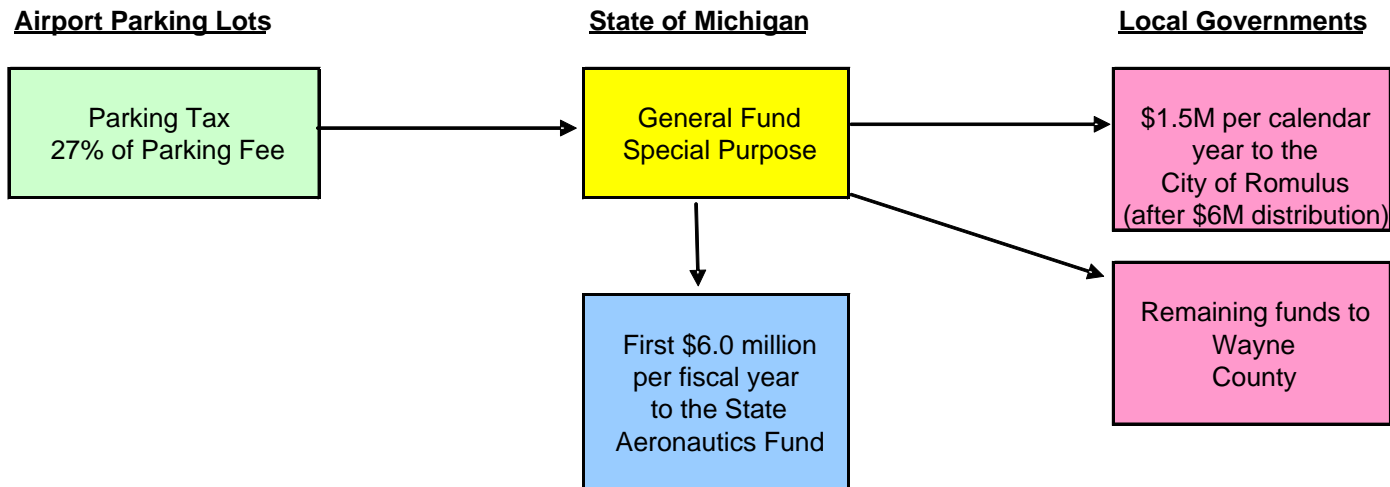 Airport Parking Lots
State of Michigan
Local Governments
Parking Tax
27% of Parking Fee
General Fund
Special Purpose
$1.5M per calendar
year to the
City of Romulus
(after $6M distribution)
First $6.0 million
per fiscal year
to the State
Aeronautics Fund
Remaining funds to
Wayne
County